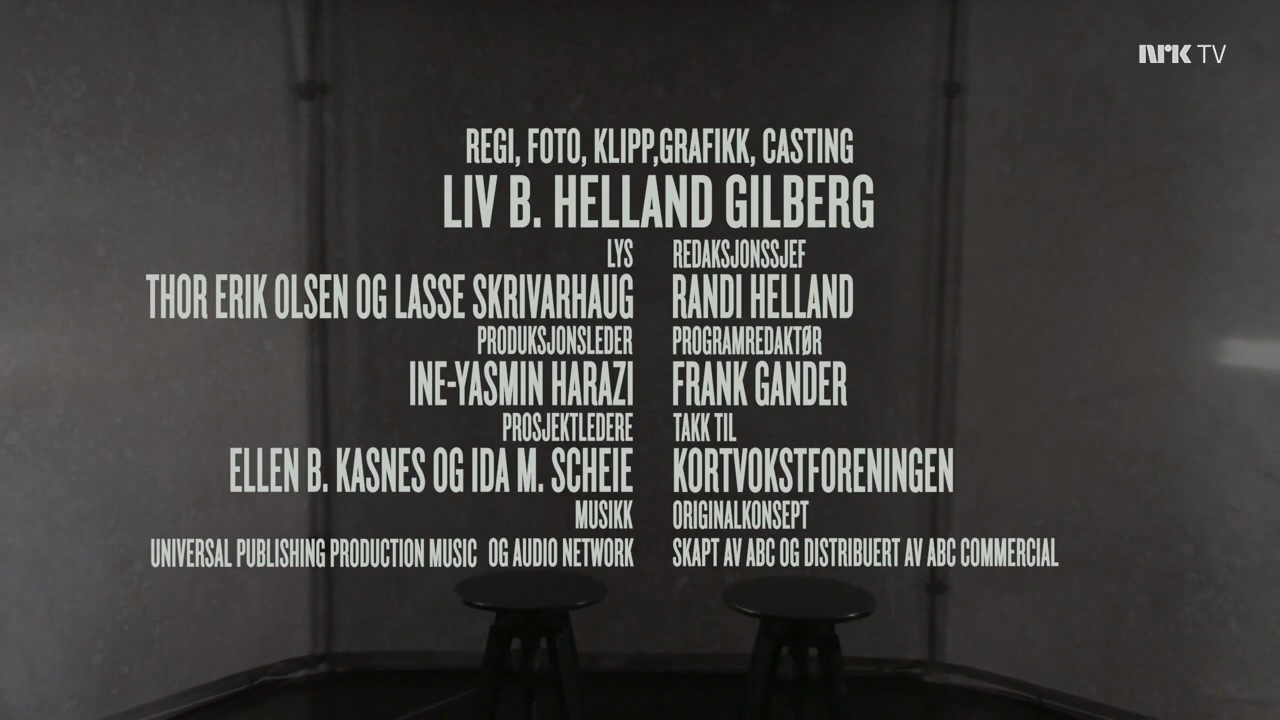 nrk TV
REGI, FOTO, KLIPP,GRAFIKK, CASTING
LIV B. HELLAND GILBERG
LYS
THOR ERIK OLSEN OG LASSE SKRIVARHAUG
PRODUKSJONSLEDER
INE-YASMIN HARAZI
PROSJEKTLEDERE
ELLEN B. KASNES OG IDA M. SCHEIE
MUSIKK
UNIVERSAL PUBLISHING PRODUCTION MUSIC OG AUDIO NETWORK
REDAKSJONSSJEF
RANDI HELLAND
PROGRAMREDAKTØR
FRANK GANDER
TAKK TIL
KORTVOKSTFORENINGEN
ORIGINALKONSEPT
SKAPT AV ABC OG DISTRIBUERT AV ABC COMMERCIAL